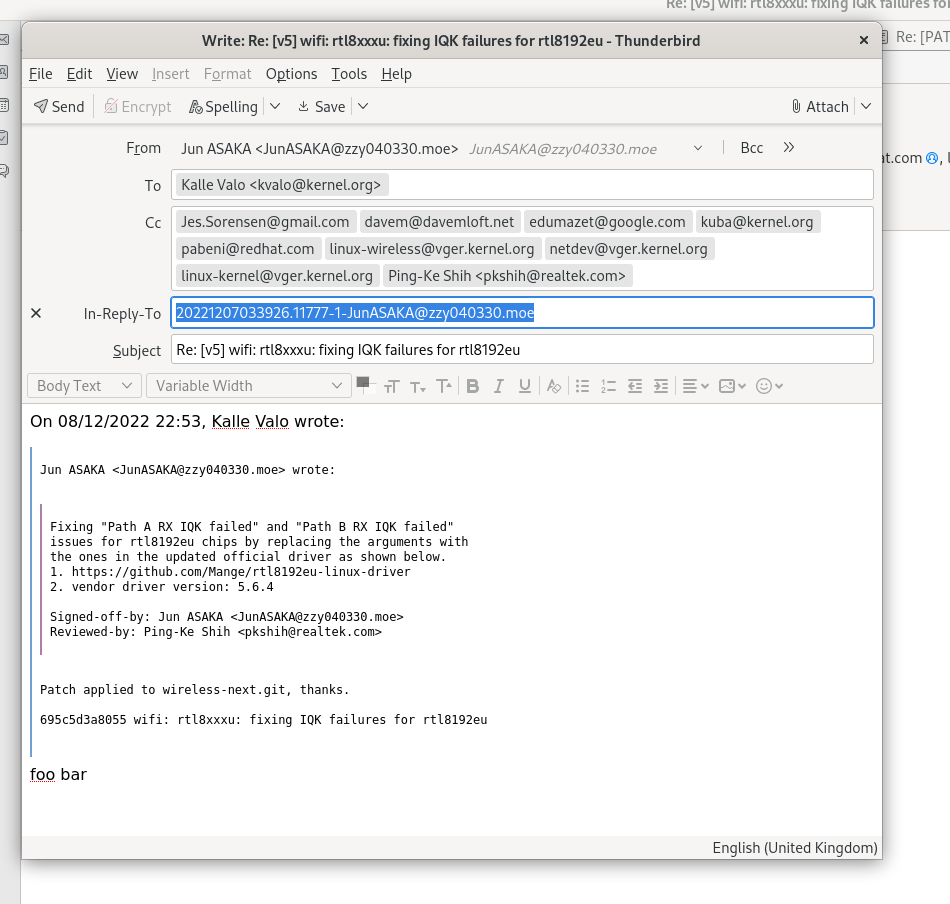 Re: [v5] wifi: rtl8xxxu: fixing IQK failures for
Write: Re: [v5] wifi: rtl8xxxu: fixing IQK failures for rtl8192eu - Thunderbird
Re: [PAT
File Edit View Insert Format Options Tools Help
Send Encrypt Spelling Save Attach
From Jun ASAKA <JunASAKA@zzy040330.moe> JunASAKA@zzy040330.moe Bcc
at.com
To Kalle Valo <kvalo@kernel.org>
Cc Jes.Sorensen@gmail.com davem@davemloft.net edumazet@google.com kuba@kernel.org
pabeni@redhat.com linux-wireless@vger.kernel.org netdev@vger.kernel.org
linux-kernel@vger.kernel.org Ping-Ke Shih <pkshih@realtek.com>
In-Reply-To 20221207033926.11777-1-JunASAKA@zzy040330.moe
Subject Re: [v5] wifi: rtl8xxxu: fixing IQK failures for rtl8192eu
Body Text Variable Width
On 08/12/2022 22:53, Kalle Valo wrote:
Jun ASAKA <JunASAKA@zzy040330.moe> wrote:
Fixing "Path A RX IQK failed" and "Path B RX IQK failed"
issues for rtl8192eu chips by replacing the arguments with
the ones in the updated official driver as shown below.
1. https://github.com/Mange/rtl8192eu-linux-driver
2. vendor driver version: 5.6.4
Signed-off-by: Jun ASAKA <JunASAKA@zzy040330.moe>
Reviewed-by: Ping-Ke Shih <pkshih@realtek.com>
Patch applied to wireless-next.git, thanks.
695c5d3a8055 wifi: rtl8xxxu: fixing IQK failures for rtl8192eu
foo bar
English (United Kingdom)